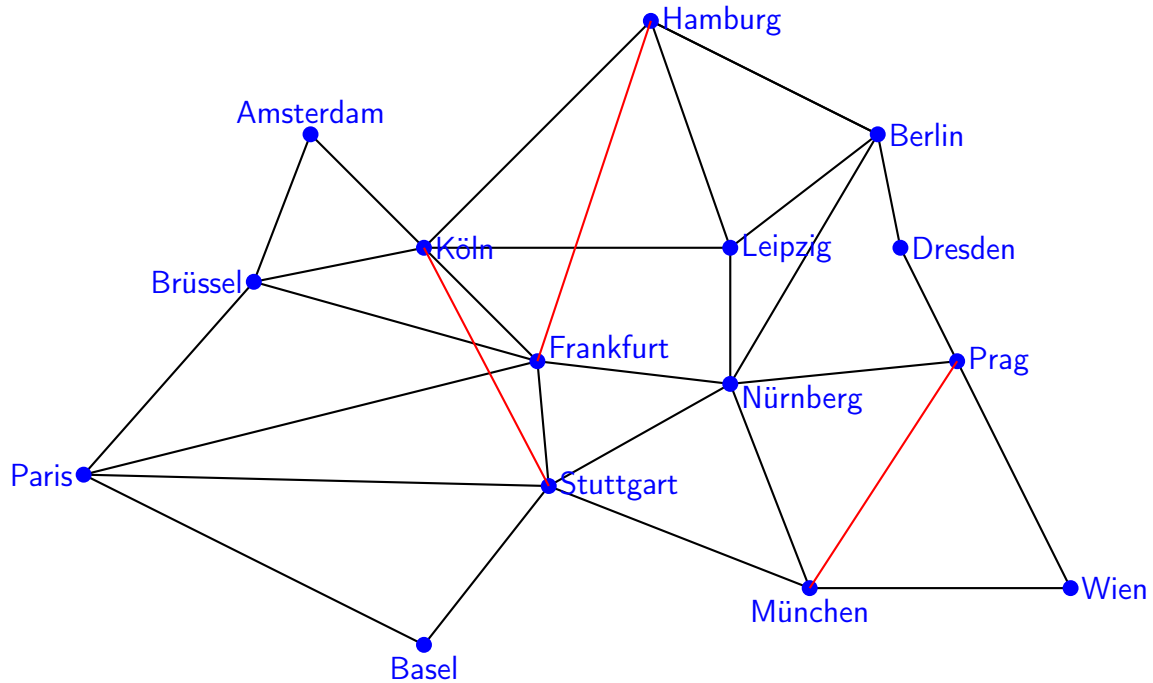 Hamburg
Amsterdam
Berlin
Köln
Leipzig
Dresden
Brüssel
Frankfurt
Prag
Nürnberg
Paris
Stuttgart
Wien
München
Basel